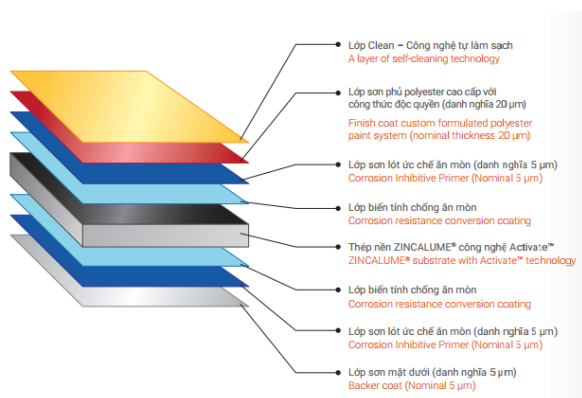 Lớp Clean – Công nghệ tự làm sạch
A layer of self-cleaning technology
Lớp sơn phủ polyester cao cấp với
công thức độc quyền (danh nghĩa 20 μm)
Finish coat custom formulated polyester
paint system (nominal thickness 20 μm)
Lớp sơn lót ức chế ăn mòn (danh nghĩa 5 μm)
Corrosion Inhibitive Primer (Nominal 5 μm)
Lớp biến tính chống ăn mòn
Corrosion resistance conversion coating
Thép nền ZINCALUME® công nghệ Activate™
ZINCALUME® substrate with Activate™ technology
Lớp biến tính chống ăn mòn
Corrosion resistance conversion coating
Lớp sơn lót ức chế ăn mòn (danh nghĩa 5 μm)
Corrosion Inhibitive Primer (Nominal 5 μm)
Lớp sơn mặt dưới (danh nghĩa 5 μm)
Backer coat (Nominal 5 μm)